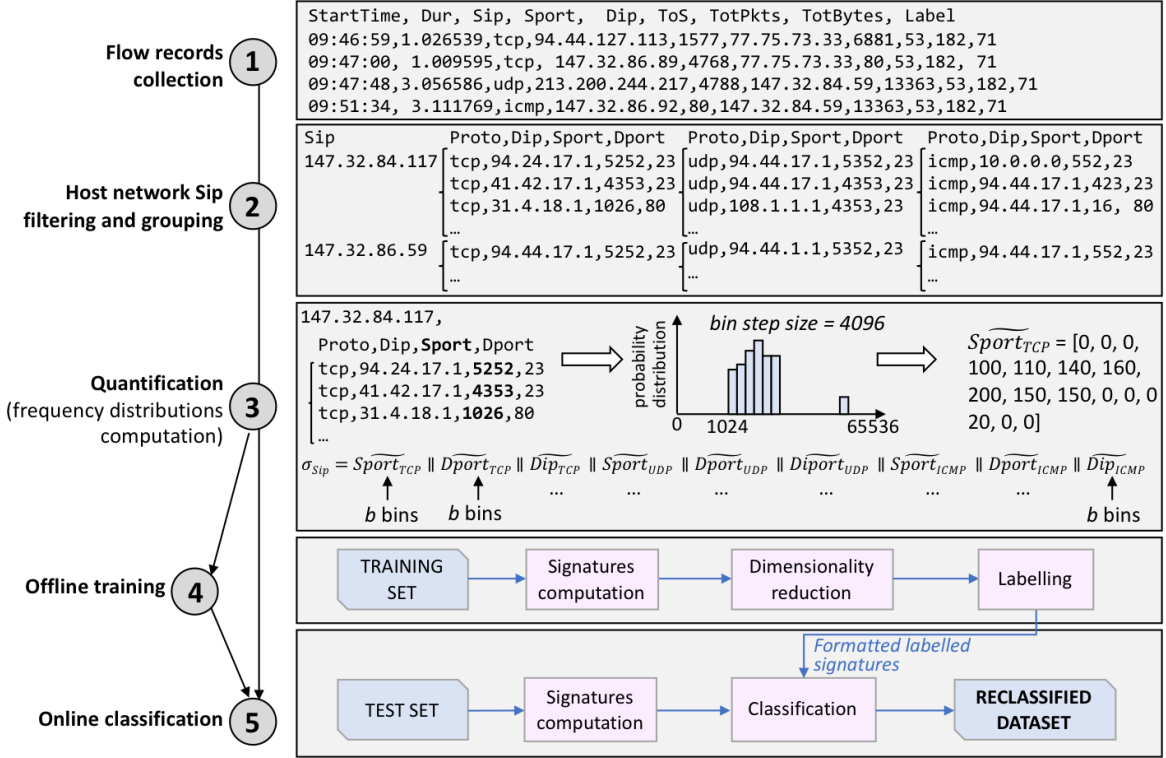 Flow records
collection
1
StartTime, Dur, Sip, Sport,  Dip, ToS, TotPkts, TotBytes, Label
09:46:59,1.026539,tcp,94.44.127.113,1577,77.75.73.33,6881,53,182,71
09:47:00, 1.009595,tcp, 147.32.86.89,4768,77.75.73.33,80,53,182, 71
09:47:48,3.056586,udp,213.200.244.217,4788,147.32.84.59,13363,53,182,71
09:51:34, 3.111769,icmp,147.32.86.92,80,147.32.84.59,13363,53,182,71
Host network Sip
filtering and grouping
2
Sip Proto,Dip,Sport,Dport Proto,Dip,Sport,Dport Proto,Dip,Sport,Dport
147.32.84.117 tcp,94.24.17.1,5252,23 udp,94.44.17.1,5352,23 icmp,10.0.0.0,552,23
tcp,41.42.17.1,4353,23 udp,94.44.17.1,4353,23 icmp,94.44.17.1,423,23
tcp,31.4.18.1,1026,80 udp,108.1.1.1,4353,23 icmp,94.44.17.1,16, 80
… … …
147.32.86.59 tcp,94.44.17.1,5252,23 udp,94.44.1.1,5352,23 icmp,94.44.17.1,552,23
… … …
Quantification
(frequency distributions
computation)
3
147.32.84.117,
Proto,Dip,Sport,Dport
tcp,94.24.17.1,5252,23
tcp,41.42.17.1,4353,23
tcp,31.4.18.1,1026,80
…
probability
distribution
bin step size = 4096
0 1024 65536
S͠port_TCP = [0, 0, 0,
100, 110, 140, 160,
200, 150, 150, 0, 0, 0
20, 0, 0]
σ_Sip = S͠port_TCP ∥ D͠port_TCP ∥ D͠ip_TCP ∥ S͠port_UDP ∥ D͠port_UDP ∥ D͠iport_UDP ∥ S͠port_ICMP ∥ D͠port_ICMP ∥ D͠ip_ICMP
… … … … … …
b bins b bins b bins
Offline training
4
TRAINING
SET
Signatures
computation
Dimensionality
reduction
Labelling
Formatted labelled
signatures
Online classification
5
TEST SET
Signatures
computation
Classification
RECLASSIFIED
DATASET